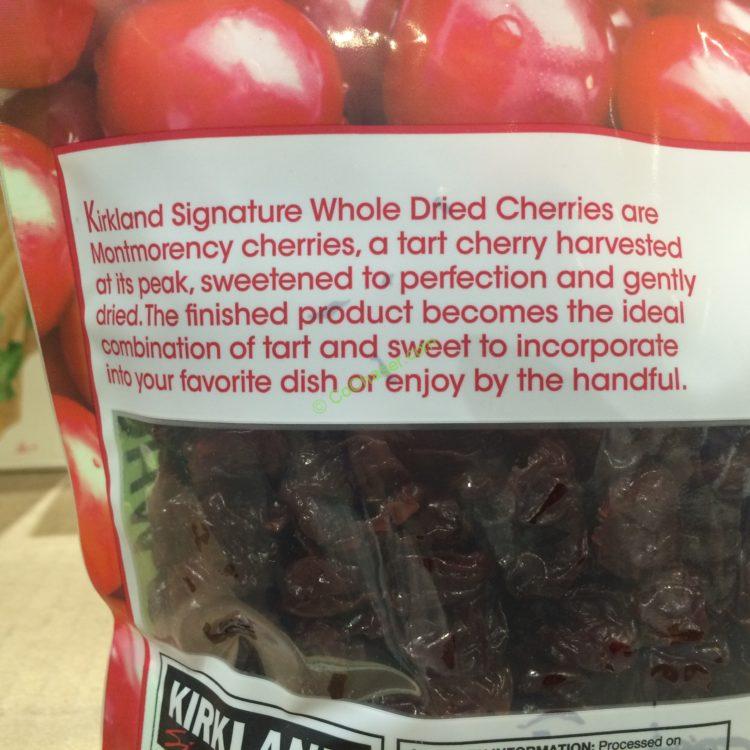 Kirkland Signature Whole Dried Cherries are
Montmorency cherries, a tart cherry harvested
at its peak, sweetened to perfection and gently
dried. The finished product becomes the ideal
combination of tart and sweet to incorporate
into your favorite dish or enjoy by the handful.
KIRKLAND
INFORMATION: Processed on